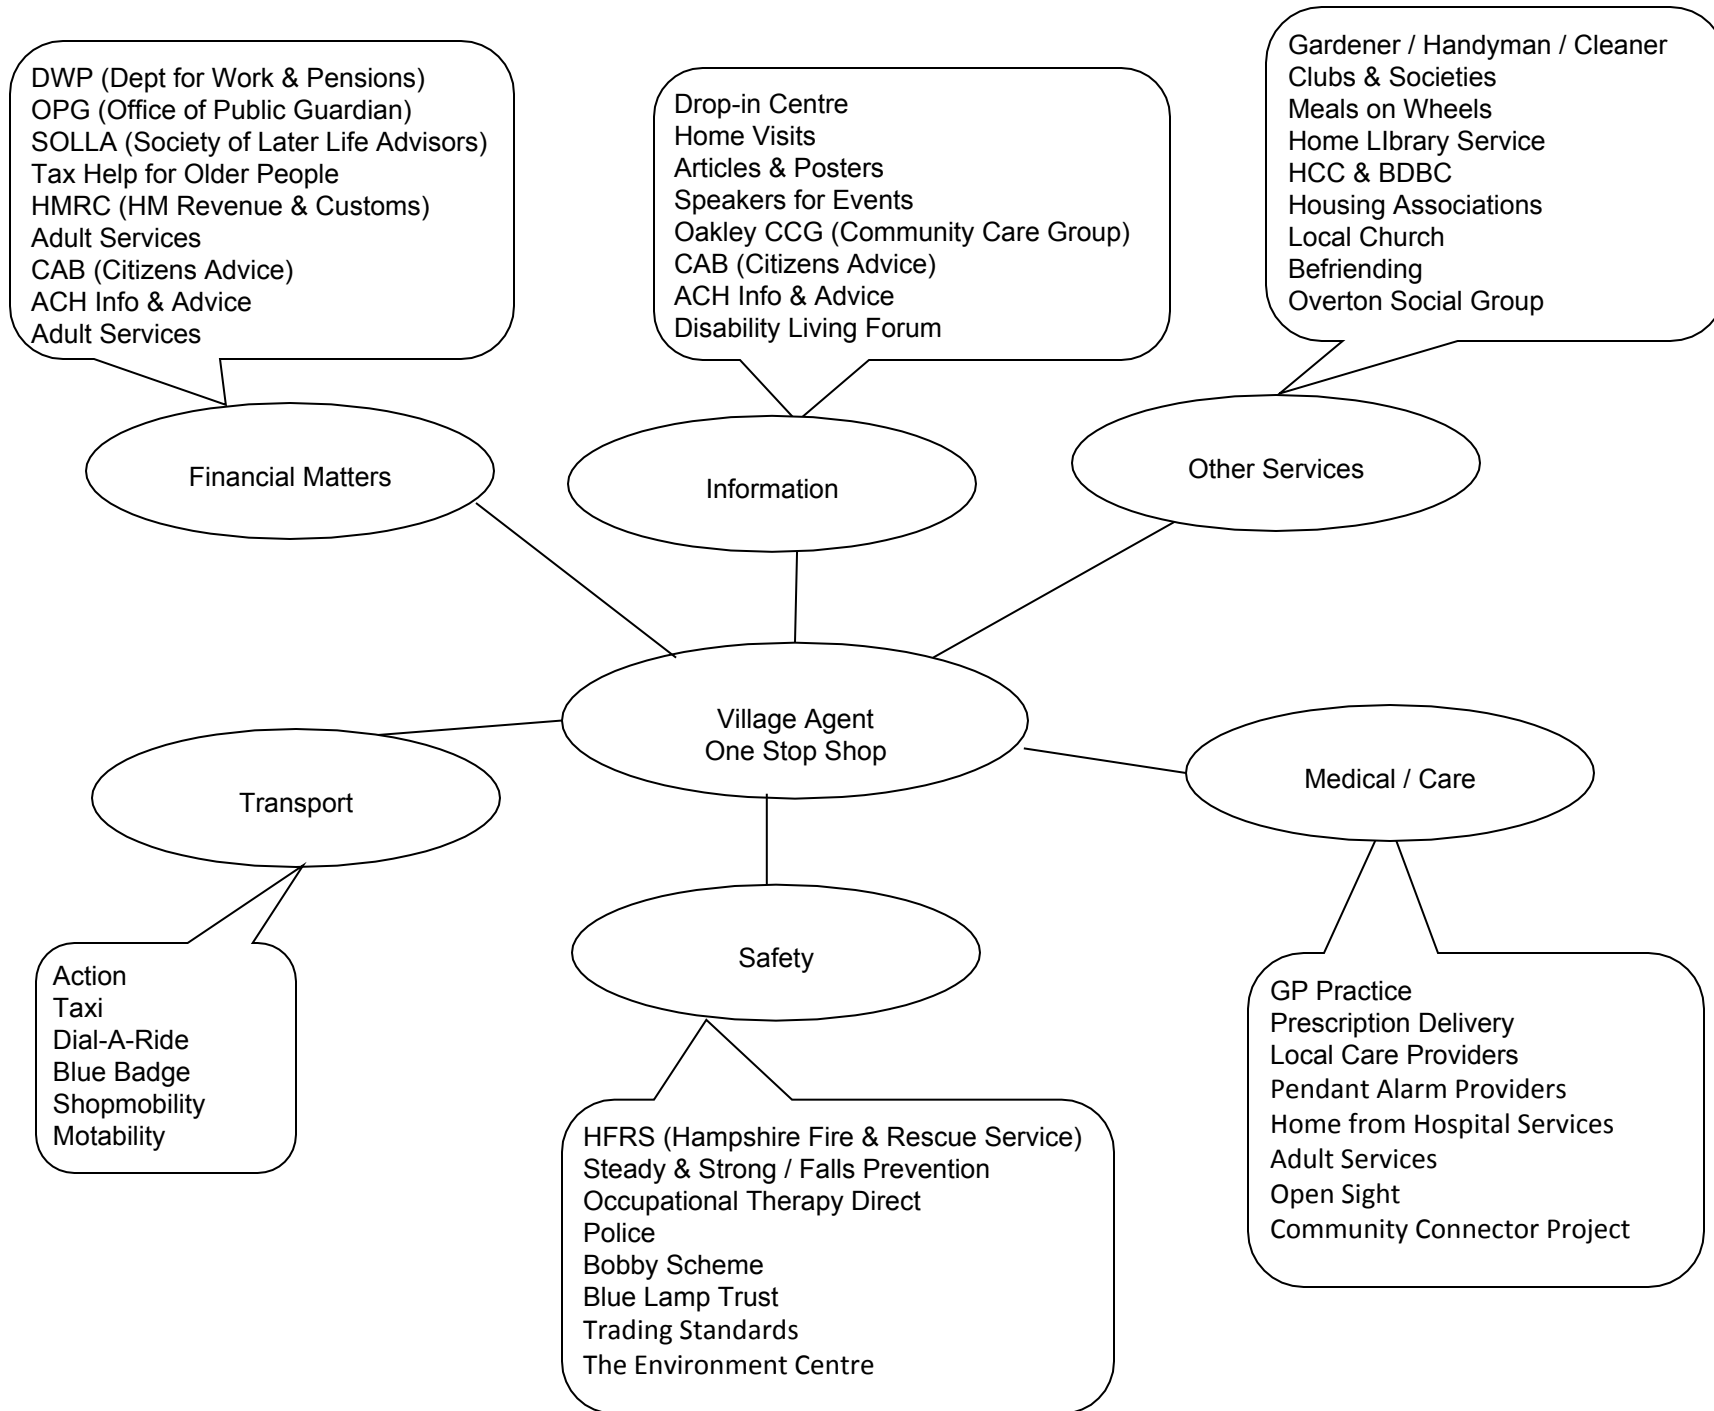 DWP (Dept for Work & Pensions)
OPG (Office of Public Guardian)
SOLLA (Society of Later Life Advisors)
Tax Help for Older People
HMRC (HM Revenue & Customs)
Adult Services
CAB (Citizens Advice)
ACH Info & Advice
Adult Services
Drop-in Centre
Home Visits
Articles & Posters
Speakers for Events
Oakley CCG (Community Care Group)
CAB (Citizens Advice)
ACH Info & Advice
Disability Living Forum
Gardener / Handyman / Cleaner
Clubs & Societies
Meals on Wheels
Home LIbrary Service
HCC & BDBC
Housing Associations
Local Church
Befriending
Overton Social Group
Financial Matters
Information
Other Services
Village Agent
One Stop Shop
Transport
Medical / Care
Safety
Action
Taxi
Dial-A-Ride
Blue Badge
Shopmobility
Motability
HFRS (Hampshire Fire & Rescue Service)
Steady & Strong / Falls Prevention
Occupational Therapy Direct
Police
Bobby Scheme
Blue Lamp Trust
Trading Standards
The Environment Centre
GP Practice
Prescription Delivery
Local Care Providers
Pendant Alarm Providers
Home from Hospital Services
Adult Services
Open Sight
Community Connector Project